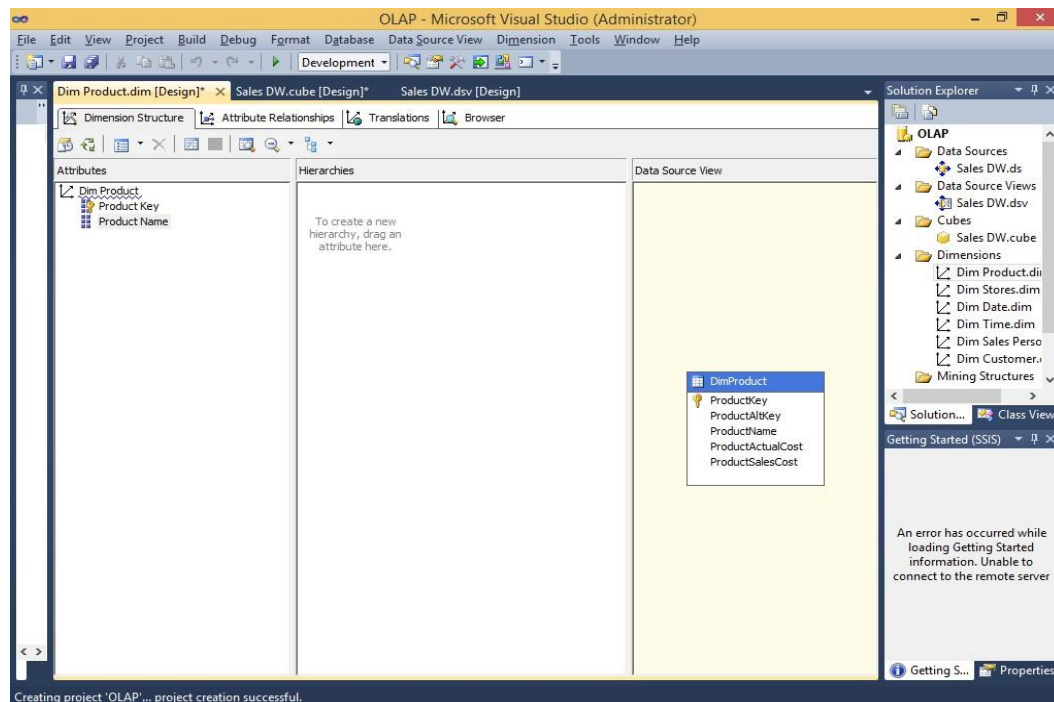 OLAP - Microsoft Visual Studio (Administrator)
File Edit View Project Build Debug Format Database Data Source View Dimension Tools Window Help
Development
Dim Product.dim [Design]* Sales DW.cube [Design]* Sales DW.dsv [Design]
Dimension Structure Attribute Relationships Translations Browser
Attributes
Dim Product
Product Key
Product Name
Hierarchies
To create a new
hierarchy, drag an
attribute here.
Data Source View
DimProduct
ProductKey
ProductAltKey
ProductName
ProductActualCost
ProductSalesCost
Solution Explorer
OLAP
Data Sources
Sales DW.ds
Data Source Views
Sales DW.dsv
Cubes
Sales DW.cube
Dimensions
Dim Product.di
Dim Stores.dim
Dim Date.dim
Dim Time.dim
Dim Sales Perso
Dim Customer.
Mining Structures
Solution... Class View
Getting Started (SSIS)
An error has occurred while
loading Getting Started
information. Unable to
connect to the remote server
Getting S... Properties
Creating project 'OLAP'... project creation successful.